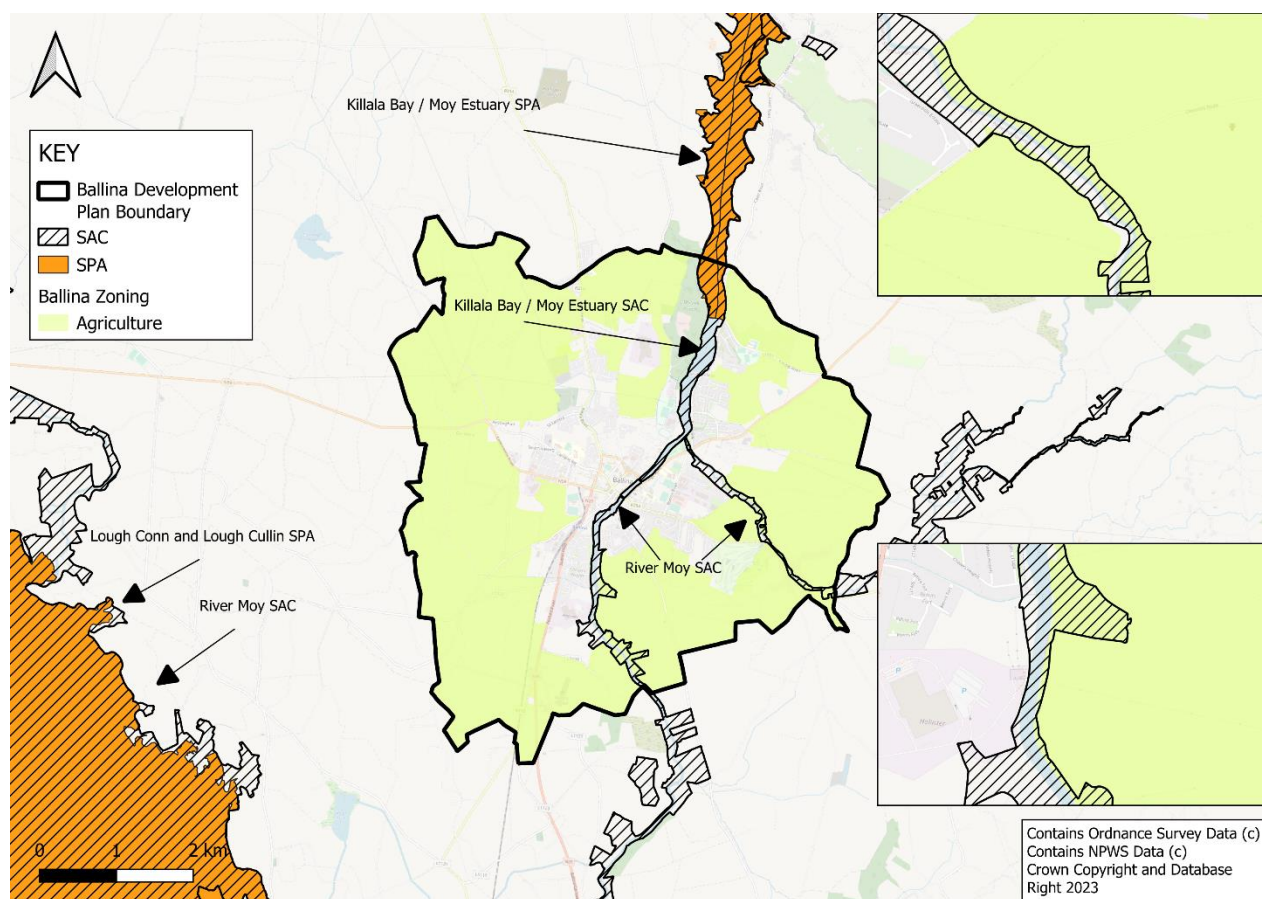 Killala Bay / Moy Estuary SPA
KEY
Ballina Development
Plan Boundary
SAC
SPA
Ballina Zoning
Agriculture
Killala Bay / Moy Estuary SAC
Ballina
Lough Conn and Lough Cullin SPA
River Moy SAC
River Moy SAC
0 1 2 km
Hollister
Contains Ordnance Survey Data (c)
Contains NPWS Data (c)
Crown Copyright and Database
Right 2023